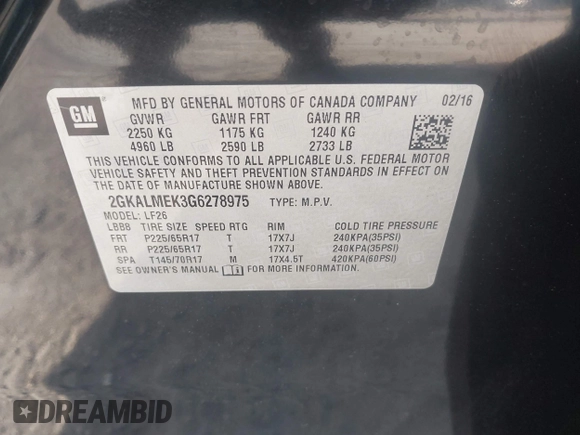 GM
MFD BY GENERAL MOTORS OF CANADA COMPANY 02/16
GVWR GAWR FRT GAWR RR
2250 KG 1175 KG 1240 KG
4960 LB 2590 LB 2733 LB
THIS VEHICLE CONFORMS TO ALL APPLICABLE U.S. FEDERAL MOTOR
VEHICLE SAFETY AND THEFT PREVENTION STANDARDS IN EFFECT ON
THE DATE OF MANUFACTURE SHOWN ABOVE.
2GKALMEK3G6278975 TYPE: M.P.V.
MODEL: LF26
LBB8 TIRE SIZE SPEED RTG RIM COLD TIRE PRESSURE
FRT P225/65R17 T 17X7J 240KPA(35PSI)
RR P225/65R17 T 17X7J 240KPA(35PSI)
SPA T145/70R17 M 17X4.5T 420KPA(60PSI)
SEE OWNER'S MANUAL FOR MORE INFORMATION.
DREAMBID